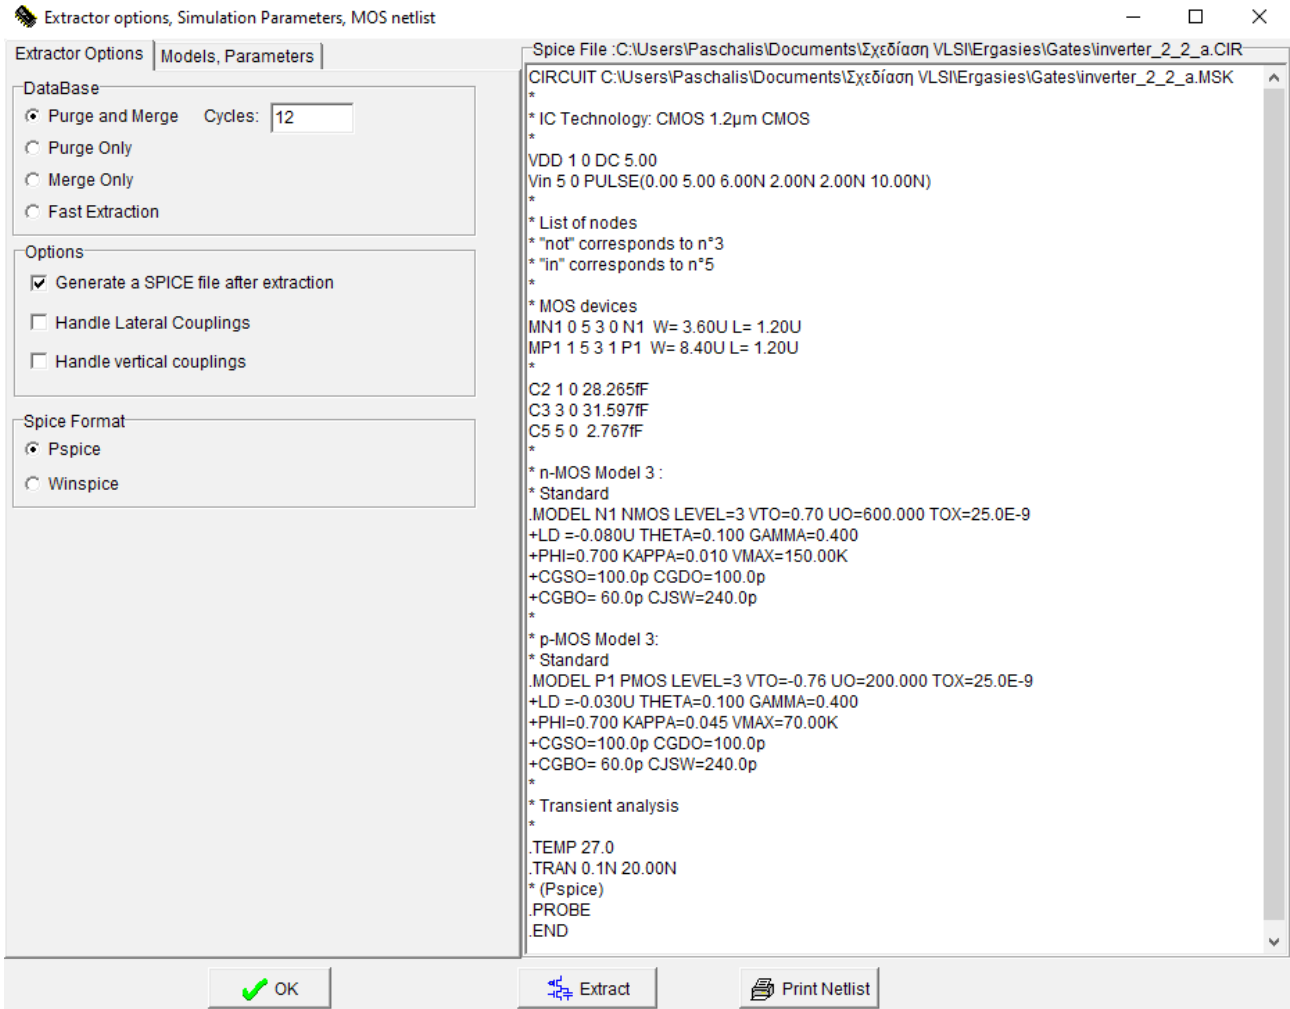 Extractor options, Simulation Parameters, MOS netlist
Extractor Options
Models, Parameters
DataBase
Purge and Merge Cycles: 12
Purge Only
Merge Only
Fast Extraction
Options
Generate a SPICE file after extraction
Handle Lateral Couplings
Handle vertical couplings
Spice Format
Pspice
Winspice
Spice File :C:\Users\Paschalis\Documents\Σχεδίαση VLSI\Ergasies\Gates\inverter_2_2_a.CIR
CIRCUIT C:\Users\Paschalis\Documents\Σχεδίαση VLSI\Ergasies\Gates\inverter_2_2_a.MSK
*
* IC Technology: CMOS 1.2µm CMOS
*
VDD 1 0 DC 5.00
Vin 5 0 PULSE(0.00 5.00 6.00N 2.00N 2.00N 10.00N)
*
* List of nodes
* "not" corresponds to n°3
* "in" corresponds to n°5
*
* MOS devices
MN1 0 5 3 0 N1 W= 3.60U L= 1.20U
MP1 1 5 3 1 P1 W= 8.40U L= 1.20U
*
C2 1 0 28.265fF
C3 3 0 31.597fF
C5 5 0 2.767fF
*
* n-MOS Model 3 :
* Standard
.MODEL N1 NMOS LEVEL=3 VTO=0.70 UO=600.000 TOX=25.0E-9
+LD =-0.080U THETA=0.100 GAMMA=0.400
+PHI=0.700 KAPPA=0.010 VMAX=150.00K
+CGSO=100.0p CGDO=100.0p
+CGBO= 60.0p CJSW=240.0p
*
* p-MOS Model 3:
* Standard
.MODEL P1 PMOS LEVEL=3 VTO=-0.76 UO=200.000 TOX=25.0E-9
+LD =-0.030U THETA=0.100 GAMMA=0.400
+PHI=0.700 KAPPA=0.045 VMAX=70.00K
+CGSO=100.0p CGDO=100.0p
+CGBO= 60.0p CJSW=240.0p
*
* Transient analysis
*
.TEMP 27.0
.TRAN 0.1N 20.00N
* (Pspice)
.PROBE
.END
OK
Extract
Print Netlist